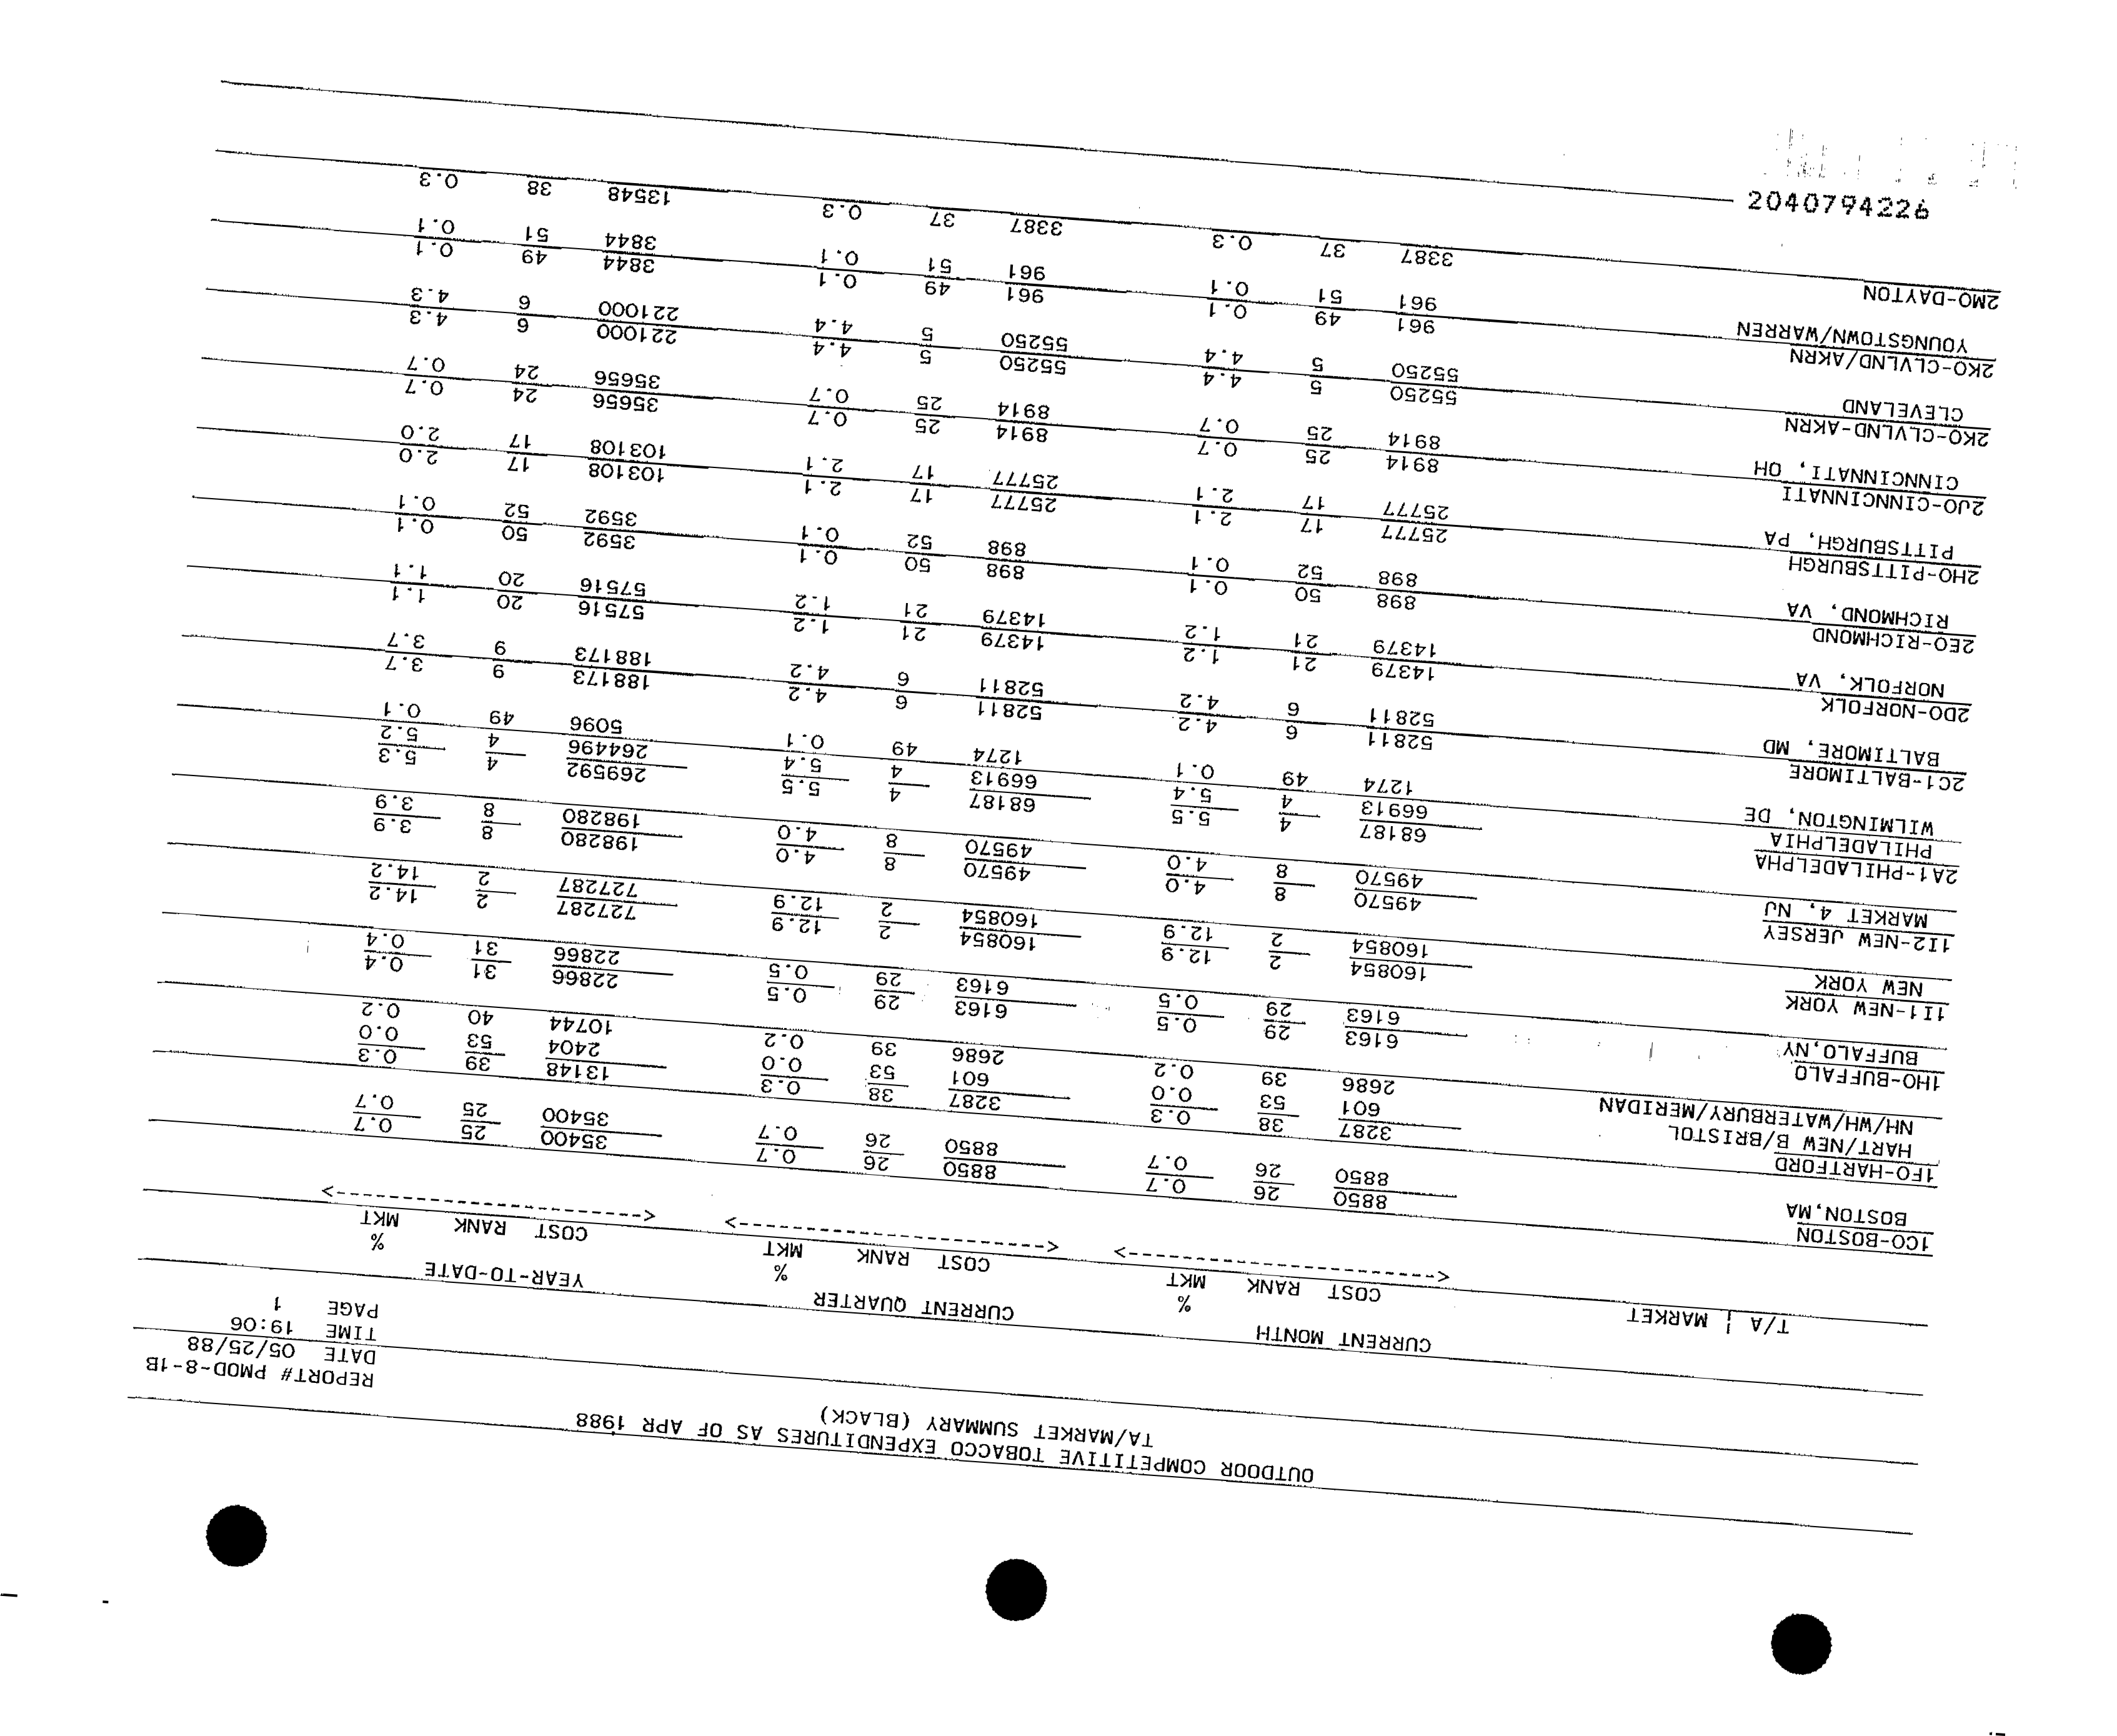 OUTDOOR COMPETITIVE TOBACCO EXPENDITURES AS OF APR 1988
TA/MARKET SUMMARY (BLACK)
REPORT# PMOD-8-1B
DATE 05/25/88
TIME 19:06
PAGE 1
CURRENT MONTH CURRENT QUARTER YEAR-TO-DATE
T/A | MARKET COST RANK % MKT COST RANK % MKT COST RANK % MKT
<-----------------------> <-----------------------> <----------------------->
1CO-BOSTON 8850 26 0.7 8850 26 0.7 35400 25 0.7
BOSTON,MA 8850 26 0.7 8850 26 0.7 35400 25 0.7
1FO-HARTFORD 3287 38 0.3 3287 38 0.3 13148 39 0.3
HART/NEW B/BRISTOL 601 53 0.0 601 53 0.0 2404 53 0.0
NH/WH/WATERBURY/MERIDAN 2686 39 0.2 2686 39 0.2 10744 40 0.2
1HO-BUFFALO 6163 29 0.5 6163 29 0.5 22866 31 0.4
BUFFALO,NY 6163 29 0.5 6163 29 0.5 22866 31 0.4
1I1-NEW YORK 160854 2 12.9 160854 2 12.9 727287 2 14.2
NEW YORK 160854 2 12.9 160854 2 12.9 727287 2 14.2
1I2-NEW JERSEY 49570 8 4.0 49570 8 4.0 198280 8 3.9
MARKET 4, NJ 49570 8 4.0 49570 8 4.0 198280 8 3.9
2A1-PHILADELPHA 68187 4 5.5 68187 4 5.5 269592 4 5.3
PHILADELPHIA 66913 4 5.4 66913 4 5.4 264496 4 5.2
WILMINGTON, DE 1274 49 0.1 1274 49 0.1 5096 49 0.1
2C1-BALTIMORE 52811 6 4.2 52811 6 4.2 188173 9 3.7
BALTIMORE, MD 52811 6 4.2 52811 6 4.2 188173 9 3.7
2DO-NORFOLK 14379 21 1.2 14379 21 1.2 57516 20 1.1
NORFOLK, VA 14379 21 1.2 14379 21 1.2 57516 20 1.1
2EO-RICHMOND 898 50 0.1 898 50 0.1 3592 50 0.1
RICHMOND, VA 898 52 0.1 898 52 0.1 3592 52 0.1
2HO-PITTSBURGH 25777 17 2.1 25777 17 2.1 103108 17 2.0
PITTSBURGH, PA 25777 17 2.1 25777 17 2.1 103108 17 2.0
2JO-CINNCINNATI 8914 25 0.7 8914 25 0.7 35656 24 0.7
CINNCINNATI, OH 8914 25 0.7 8914 25 0.7 35656 24 0.7
2KO-CLVLND-AKRN 55250 5 4.4 55250 5 4.4 221000 6 4.3
CLEVELAND 55250 5 4.4 55250 5 4.4 221000 6 4.3
2KO-CLVLND/AKRN 961 49 0.1 961 49 0.1 3844 49 0.1
YOUNGSTOWN/WARREN 961 51 0.1 961 51 0.1 3844 51 0.1
2MO-DAYTON 3387 37 0.3 3387 37 0.3 13548 38 0.3
2040794226